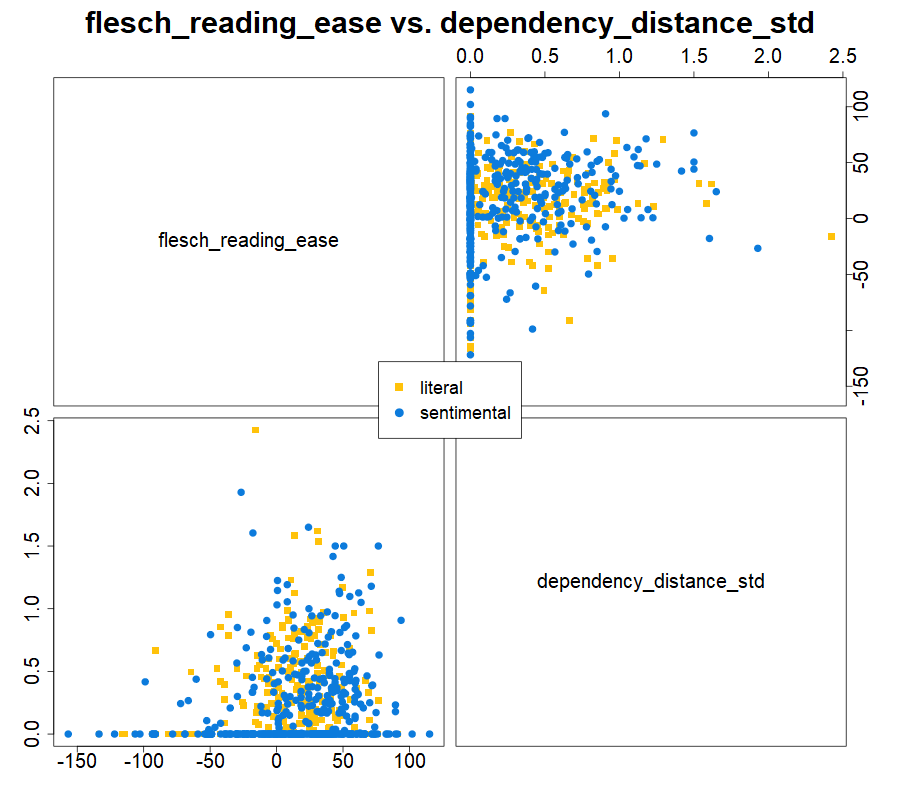 flesch_reading_ease vs. dependency_distance_std
0.0 0.5 1.0 1.5 2.0 2.5
flesch_reading_ease
100
50
0
-50
-150
literal
sentimental
2.5
2.0
1.5
1.0
0.5
0.0
dependency_distance_std
-150 -100 -50 0 50 100